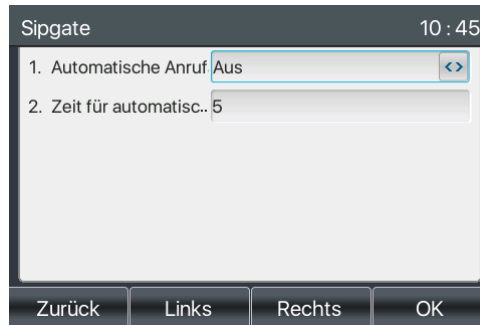 Sipgate 10:45
1. Automatische Anruf Aus
2. Zeit für automatisc.. 5
Zurück Links Rechts OK